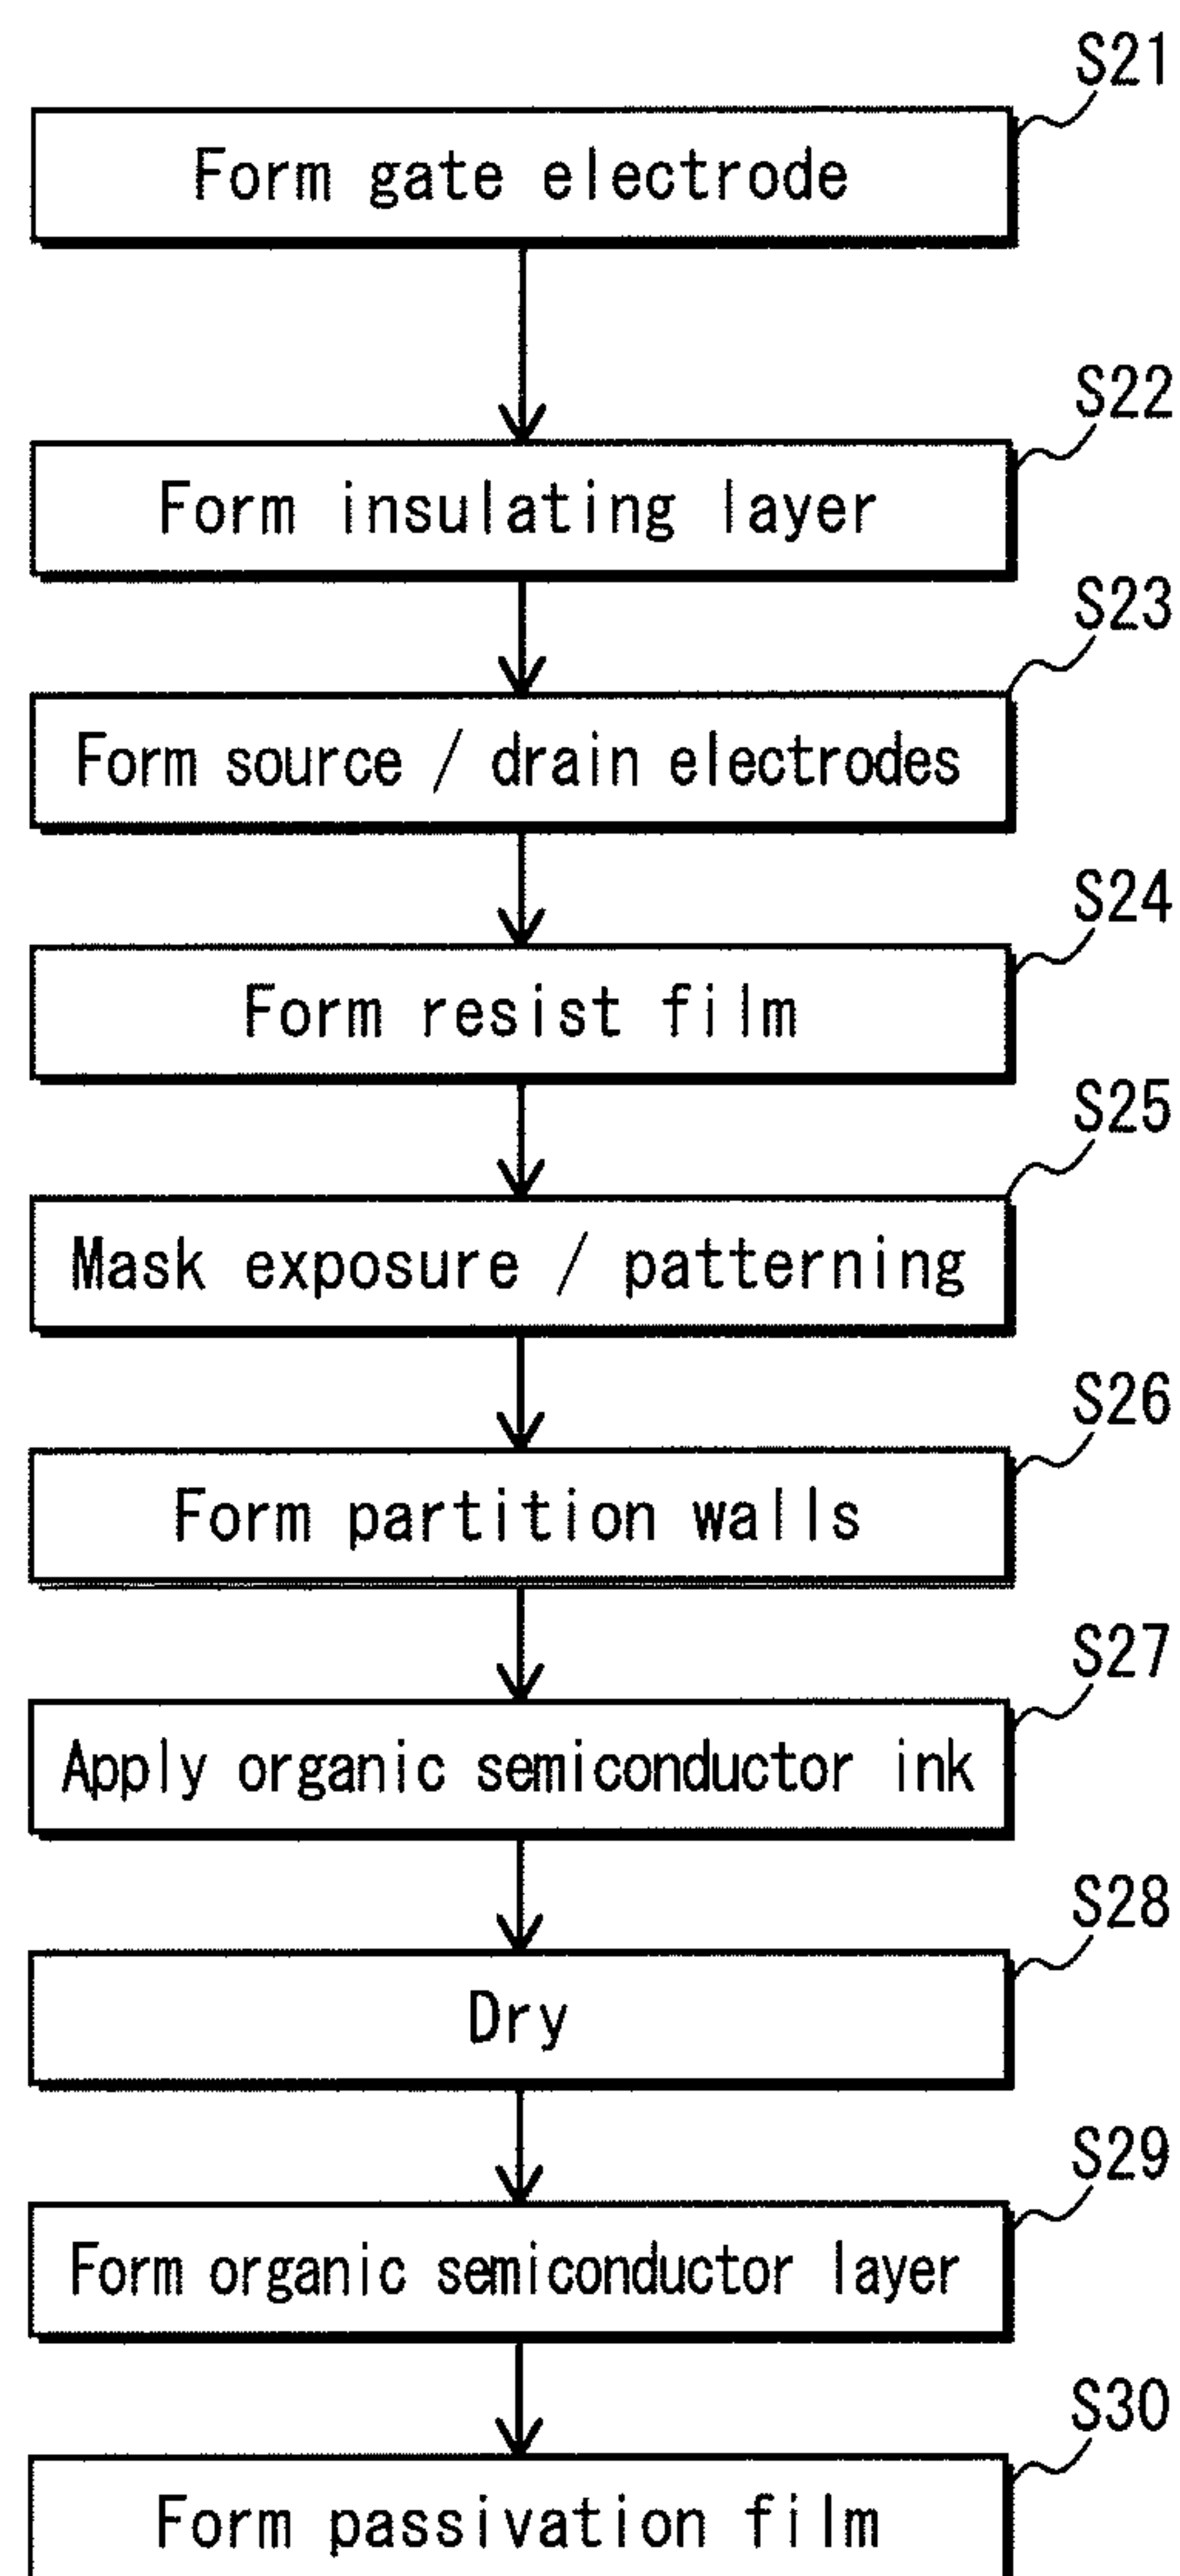 S21
Form gate electrode
S22
Form insulating layer
S23
Form source / drain electrodes
S24
Form resist film
S25
Mask exposure / patterning
S26
Form partition walls
S27
Apply organic semiconductor ink
S28
Dry
S29
Form organic semiconductor layer
S30
Form passivation film